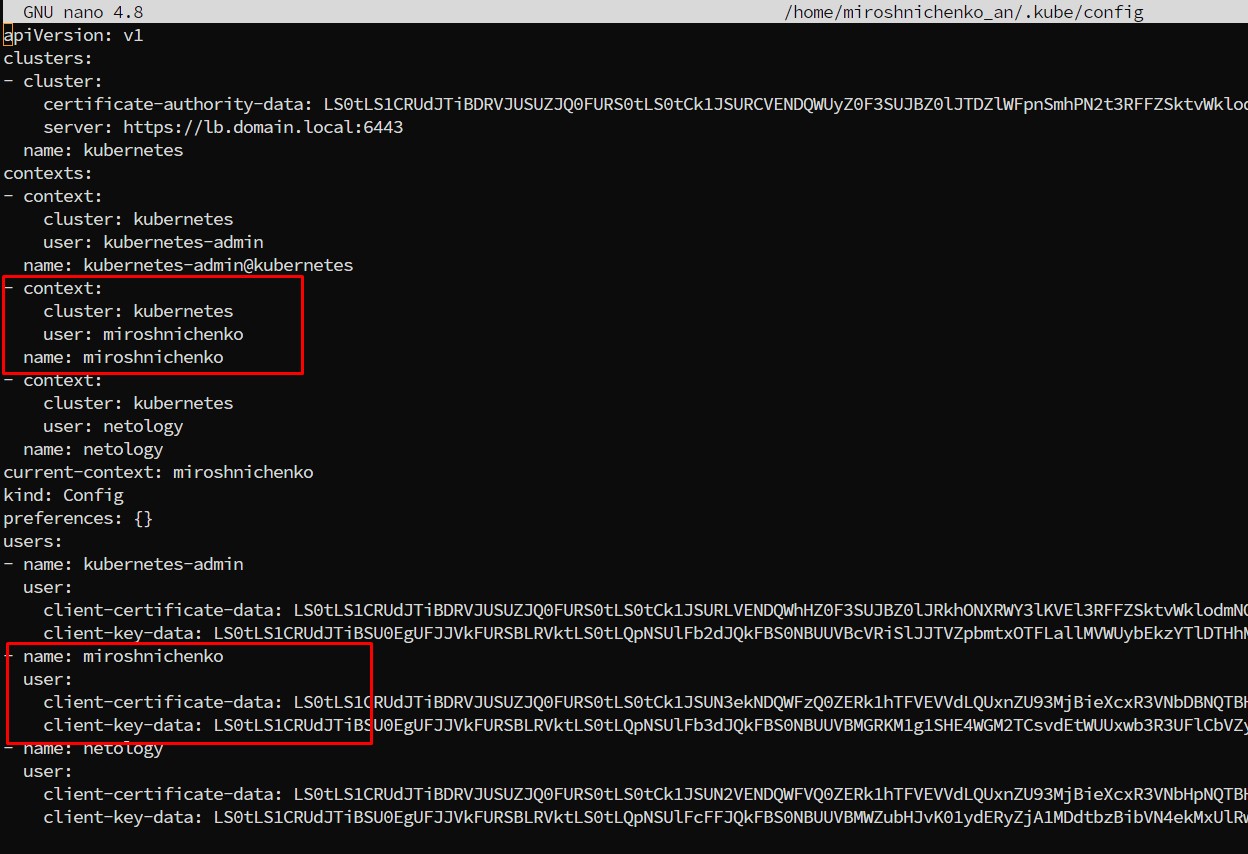 GNU nano 4.8 /home/miroshnichenko_an/.kube/config
apiVersion: v1
clusters:
- cluster:
    certificate-authority-data: LS0tLS1CRUdJTiBDRVJUSUZJQ0FURS0tLS0tCk1JSURCVENDQWUyZ0F3SUJBZ0lJTDZlWFpnSmhPN2t3RFFZSktvWklod
    server: https://lb.domain.local:6443
  name: kubernetes
contexts:
- context:
    cluster: kubernetes
    user: kubernetes-admin
  name: kubernetes-admin@kubernetes
- context:
    cluster: kubernetes
    user: miroshnichenko
  name: miroshnichenko
- context:
    cluster: kubernetes
    user: netology
  name: netology
current-context: miroshnichenko
kind: Config
preferences: {}
users:
- name: kubernetes-admin
  user:
    client-certificate-data: LS0tLS1CRUdJTiBDRVJUSUZJQ0FURS0tLS0tCk1JSURLVENDQWhHZ0F3SUJBZ0lJRkhONXRWY3lKVEl3RFFZSktvWklodmNO
    client-key-data: LS0tLS1CRUdJTiBSU0EgUFJJVkFURSBLRVktLS0tLQpNSUlFb2dJQkFBS0NBUUVBcVRiSlJJTVZpbmtxOTFLallMVWUybEkzYTlDTHhM
- name: miroshnichenko
  user:
    client-certificate-data: LS0tLS1CRUdJTiBDRVJUSUZJQ0FURS0tLS0tCk1JSUN3ekNDQWFzQ0ZERk1hTFVEVVdLQUxnZU93MjBieXcxR3VNbDBNQTBH
    client-key-data: LS0tLS1CRUdJTiBSU0EgUFJJVkFURSBLRVktLS0tLQpNSUlFb3dJQkFBS0NBUUVBMGRKM1g1SHE4WGM2TCsvdEtWUUxwb3R3UFlCbVZy
- name: netology
  user:
    client-certificate-data: LS0tLS1CRUdJTiBDRVJUSUZJQ0FURS0tLS0tCk1JSUN2VENDQWFVQ0ZERk1hTFVEVVdLQUxnZU93MjBieXcxR3VNbHpNQTBH
    client-key-data: LS0tLS1CRUdJTiBSU0EgUFJJVkFURSBLRVktLS0tLQpNSUlFcFFJQkFBS0NBUUVBMWZubHJvK01ydERyZjA1MDdtbzBibVN4ekMxUlRw